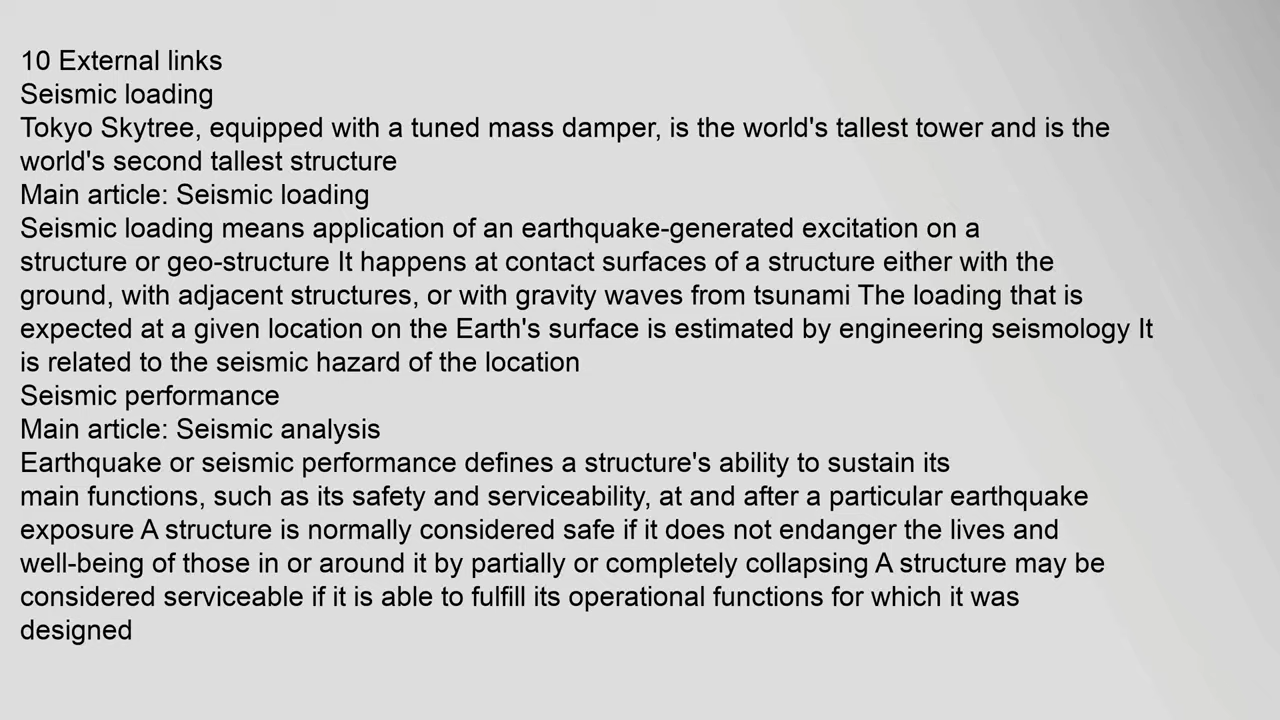 10 External links
Seismic loading
Tokyo Skytree, equipped with a tuned mass damper, is the world's tallest tower and is the
world's second tallest structure
Main article: Seismic loading
Seismic loading means application of an earthquake-generated excitation on a
structure or geo-structure It happens at contact surfaces of a structure either with the
ground, with adjacent structures, or with gravity waves from tsunami The loading that is
expected at a given location on the Earth's surface is estimated by engineering seismology It
is related to the seismic hazard of the location
Seismic performance
Main article: Seismic analysis
Earthquake or seismic performance defines a structure's ability to sustain its
main functions, such as its safety and serviceability, at and after a particular earthquake
exposure A structure is normally considered safe if it does not endanger the lives and
well-being of those in or around it by partially or completely collapsing A structure may be
considered serviceable if it is able to fulfill its operational functions for which it was
designed